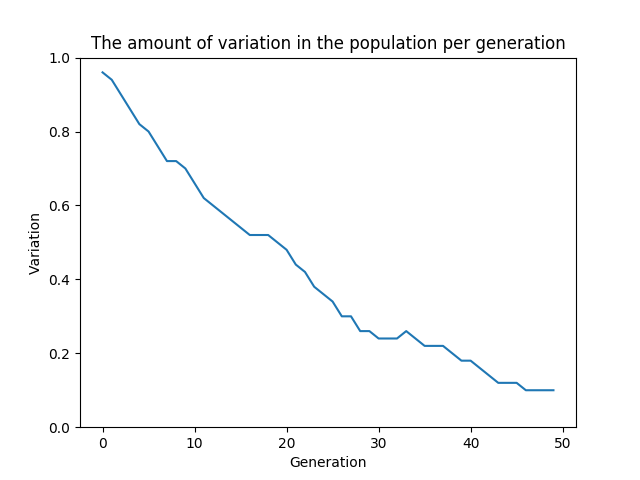 The amount of variation in the population per generation
1.0
0.8
0.6
0.4
0.2
0.0
Variation
0 10 20 30 40 50
Generation